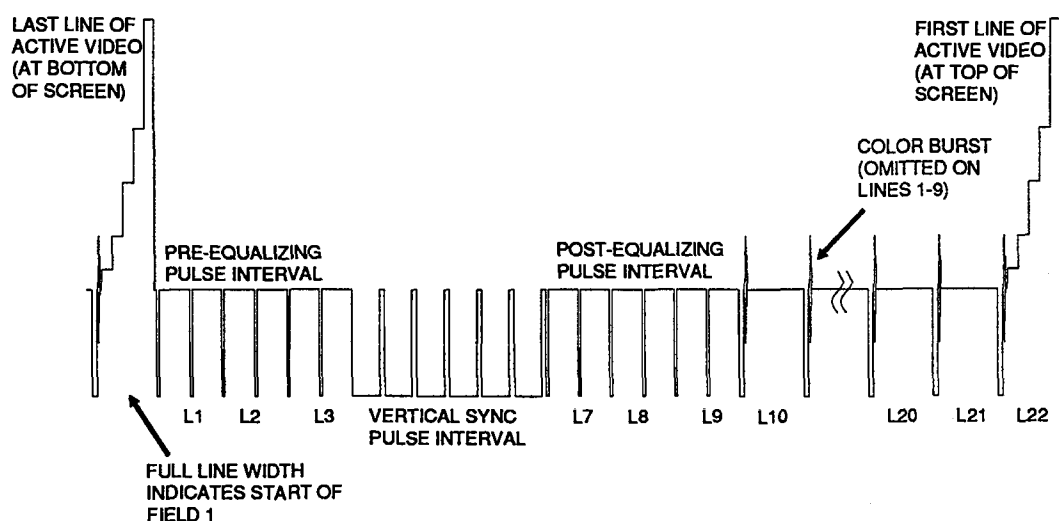 LAST LINE OF
ACTIVE VIDEO
(AT BOTTOM
OF SCREEN)
FIRST LINE OF
ACTIVE VIDEO
(AT TOP OF
SCREEN)
COLOR BURST
(OMITTED ON
LINES 1-9)
PRE-EQUALIZING
PULSE INTERVAL
POST-EQUALIZING
PULSE INTERVAL
L1 L2 L3 VERTICAL SYNC
PULSE INTERVAL
L7 L8 L9 L10 L20 L21 L22
FULL LINE WIDTH
INDICATES START OF
FIELD 1